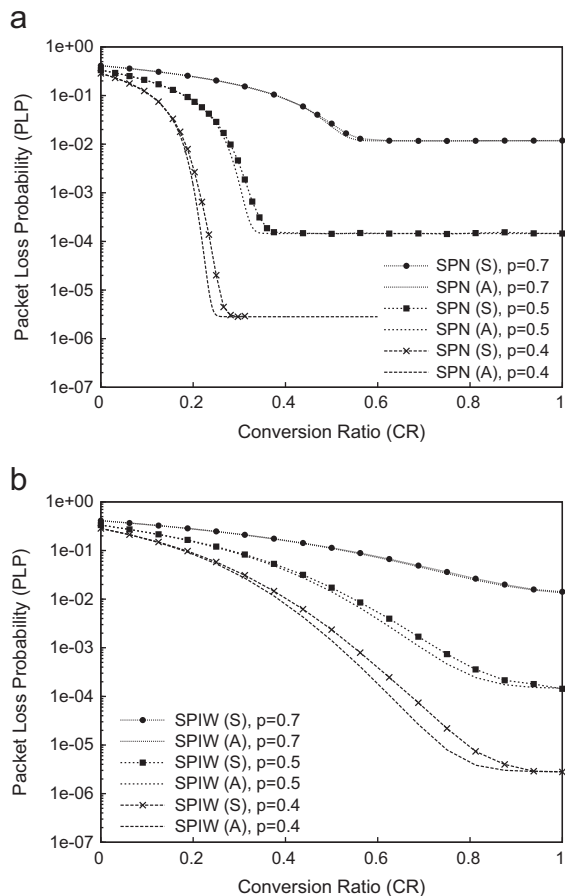 a
1e+00
1e-01
1e-02
1e-03
1e-04
1e-05
1e-06
1e-07
Packet Loss Probability (PLP)
SPN (S), p=0.7
SPN (A), p=0.7
SPN (S), p=0.5
SPN (A), p=0.5
SPN (S), p=0.4
SPN (A), p=0.4
0 0.2 0.4 0.6 0.8 1
Conversion Ratio (CR)
b
1e+00
1e-01
1e-02
1e-03
1e-04
1e-05
1e-06
1e-07
Packet Loss Probability (PLP)
SPIW (S), p=0.7
SPIW (A), p=0.7
SPIW (S), p=0.5
SPIW (A), p=0.5
SPIW (S), p=0.4
SPIW (A), p=0.4
0 0.2 0.4 0.6 0.8 1
Conversion Ratio (CR)